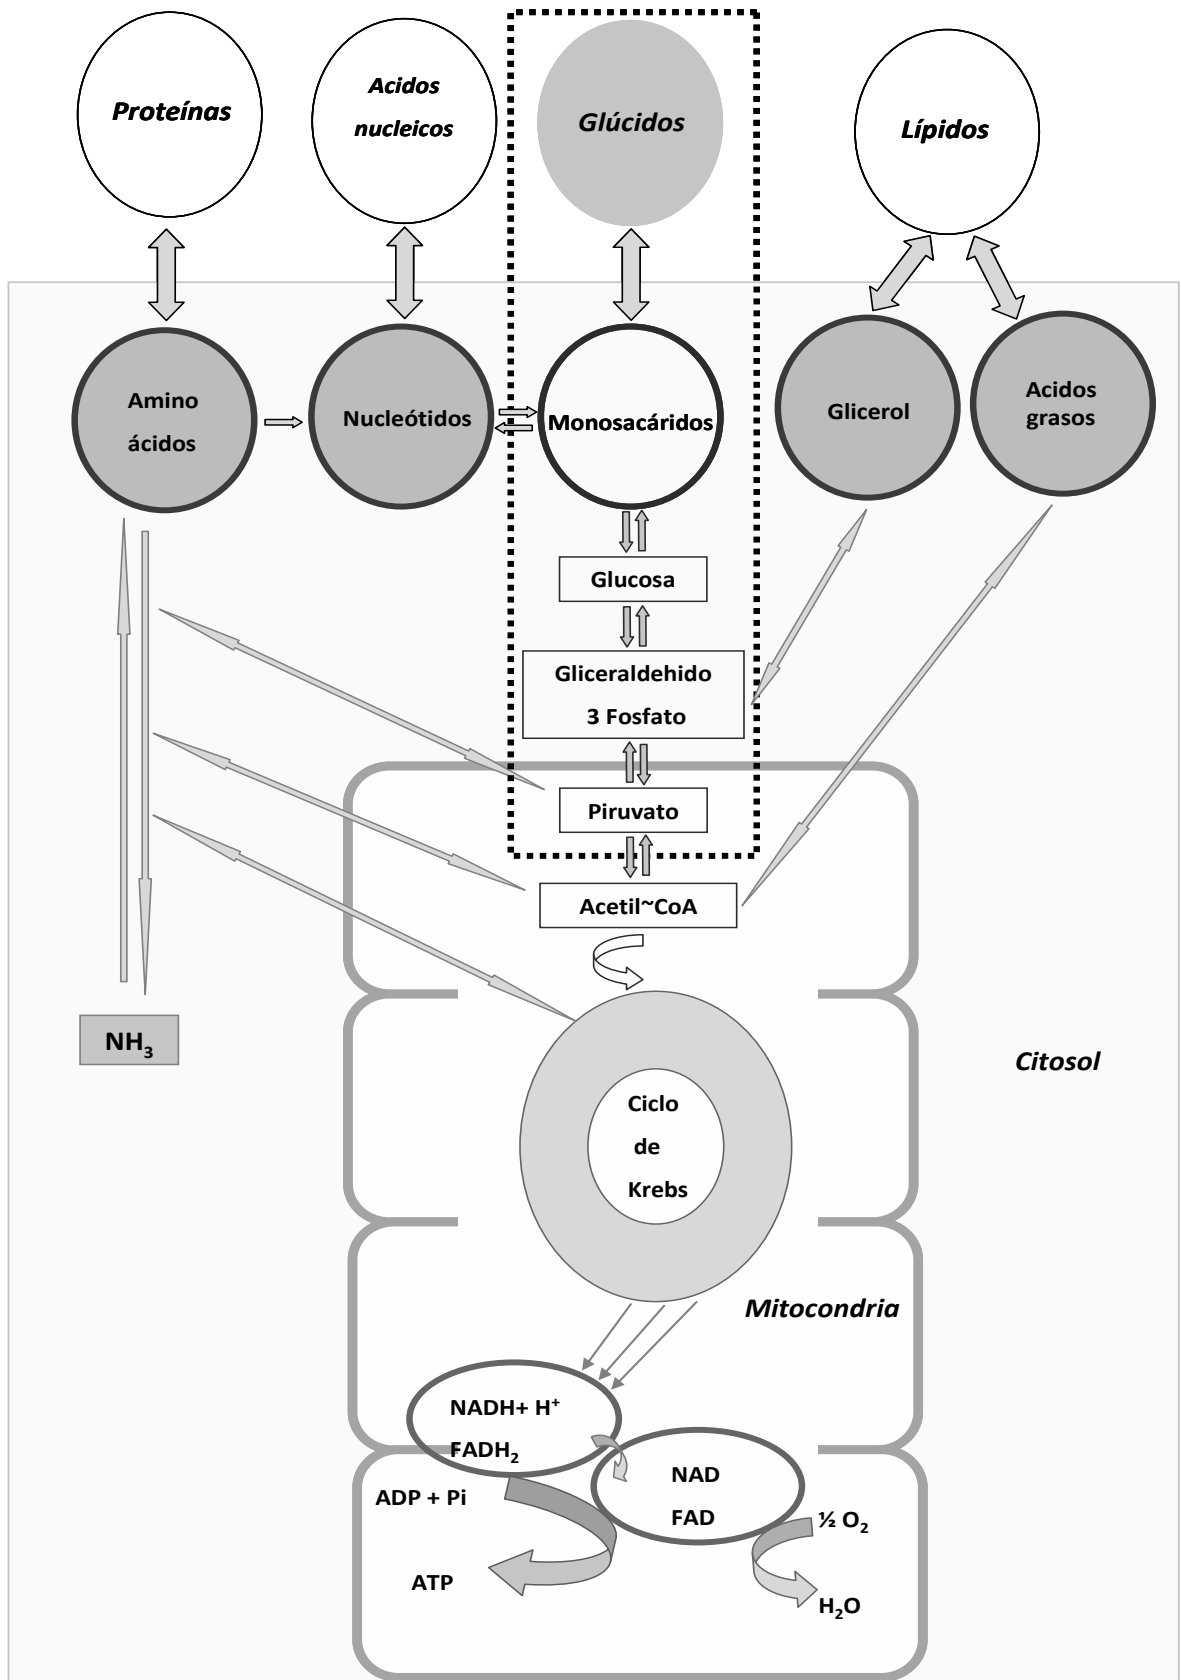 Proteínas
Acidos
nucleicos
Glúcidos
Lípidos
Amino
ácidos
Nucleótidos
Monosacáridos
Glicerol
Acidos
grasos
Glucosa
Gliceraldehido
3 Fosfato
Piruvato
Acetil~CoA
NH₃
Citosol
Ciclo
de
Krebs
Mitocondria
NADH+ H⁺
FADH₂
NAD
FAD
ADP + Pi
ATP
½ O₂
H₂O